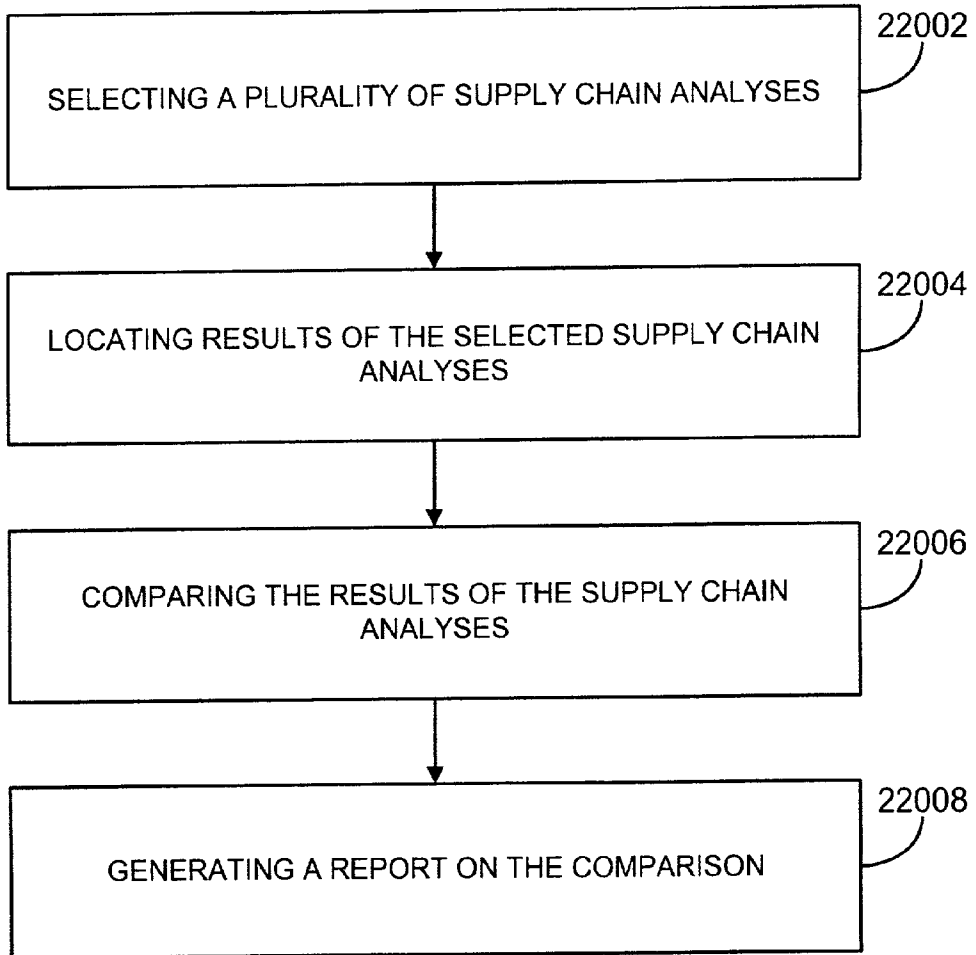 22002
SELECTING A PLURALITY OF SUPPLY CHAIN ANALYSES
22004
LOCATING RESULTS OF THE SELECTED SUPPLY CHAIN
ANALYSES
22006
COMPARING THE RESULTS OF THE SUPPLY CHAIN
ANALYSES
22008
GENERATING A REPORT ON THE COMPARISON